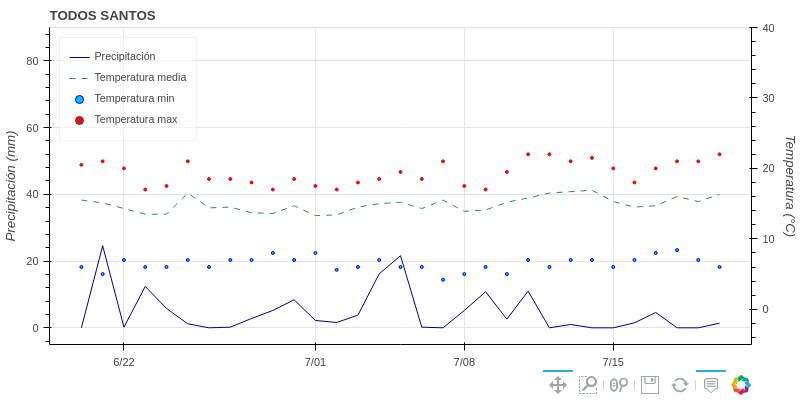 TODOS SANTOS
Precipitación
Temperatura media
Temperatura min
Temperatura max
Precipitación (mm)
80
60
40
20
0
Temperatura (°C)
40
30
20
10
0
6/22
7/01
7/08
7/15